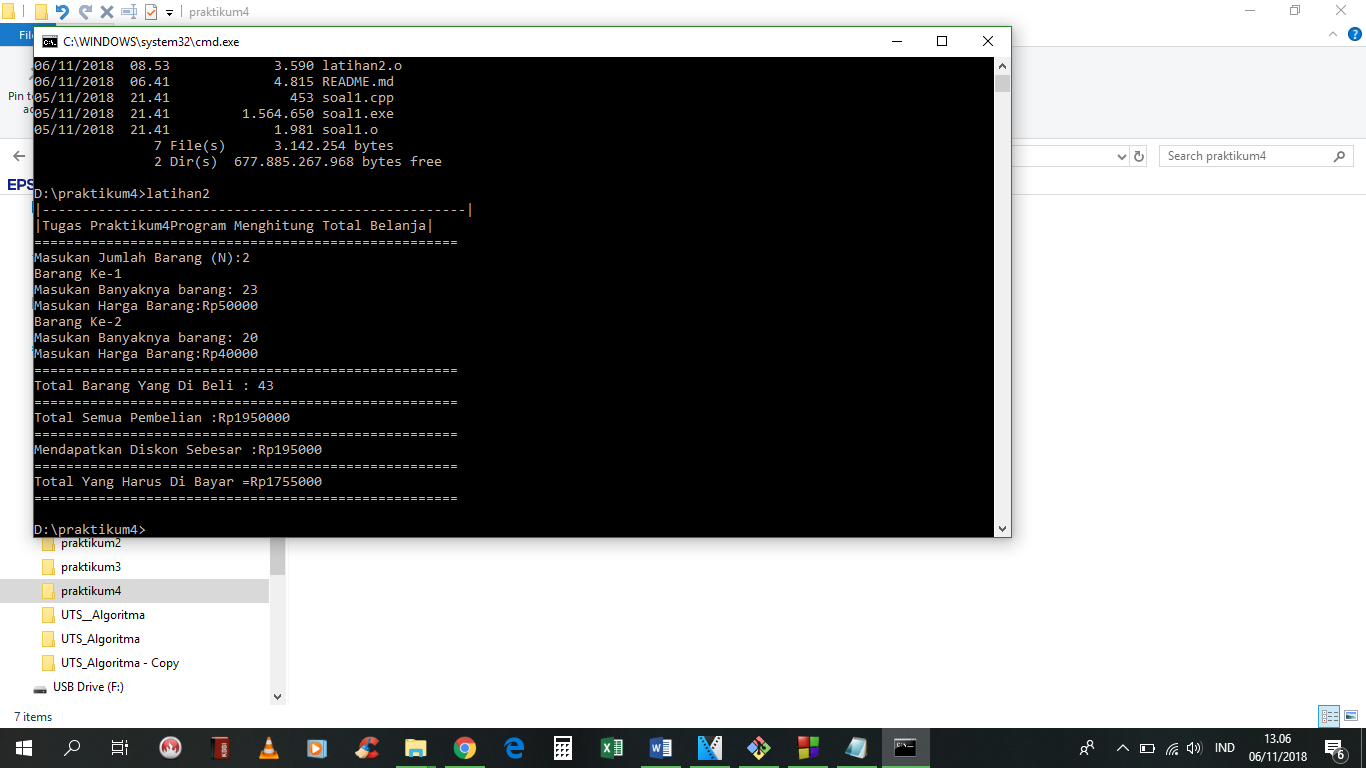 praktikum4
Fil
C:\WINDOWS\system32\cmd.exe
Pin to
ac
06/11/2018  08.53             3.590 latihan2.o
06/11/2018  06.41             4.815 README.md
05/11/2018  21.41               453 soal1.cpp
05/11/2018  21.41         1.564.650 soal1.exe
05/11/2018  21.41             1.981 soal1.o
7 File(s)      3.142.254 bytes
2 Dir(s)  677.885.267.968 bytes free
Search praktikum4
EPS
D:\praktikum4>latihan2
|-----------------------------------------------------|
|Tugas Praktikum4Program Menghitung Total Belanja|
=====================================================
Masukan Jumlah Barang (N):2
Barang Ke-1
Masukan Banyaknya barang: 23
Masukan Harga Barang:Rp50000
Barang Ke-2
Masukan Banyaknya barang: 20
Masukan Harga Barang:Rp40000
=====================================================
Total Barang Yang Di Beli : 43
=====================================================
Total Semua Pembelian :Rp1950000
=====================================================
Mendapatkan Diskon Sebesar :Rp195000
=====================================================
Total Yang Harus Di Bayar =Rp1755000
=====================================================
D:\praktikum4>
praktikum2
praktikum3
praktikum4
UTS__Algoritma
UTS_Algoritma
UTS_Algoritma - Copy
USB Drive (F:)
7 items
IND
13.06
06/11/2018
6